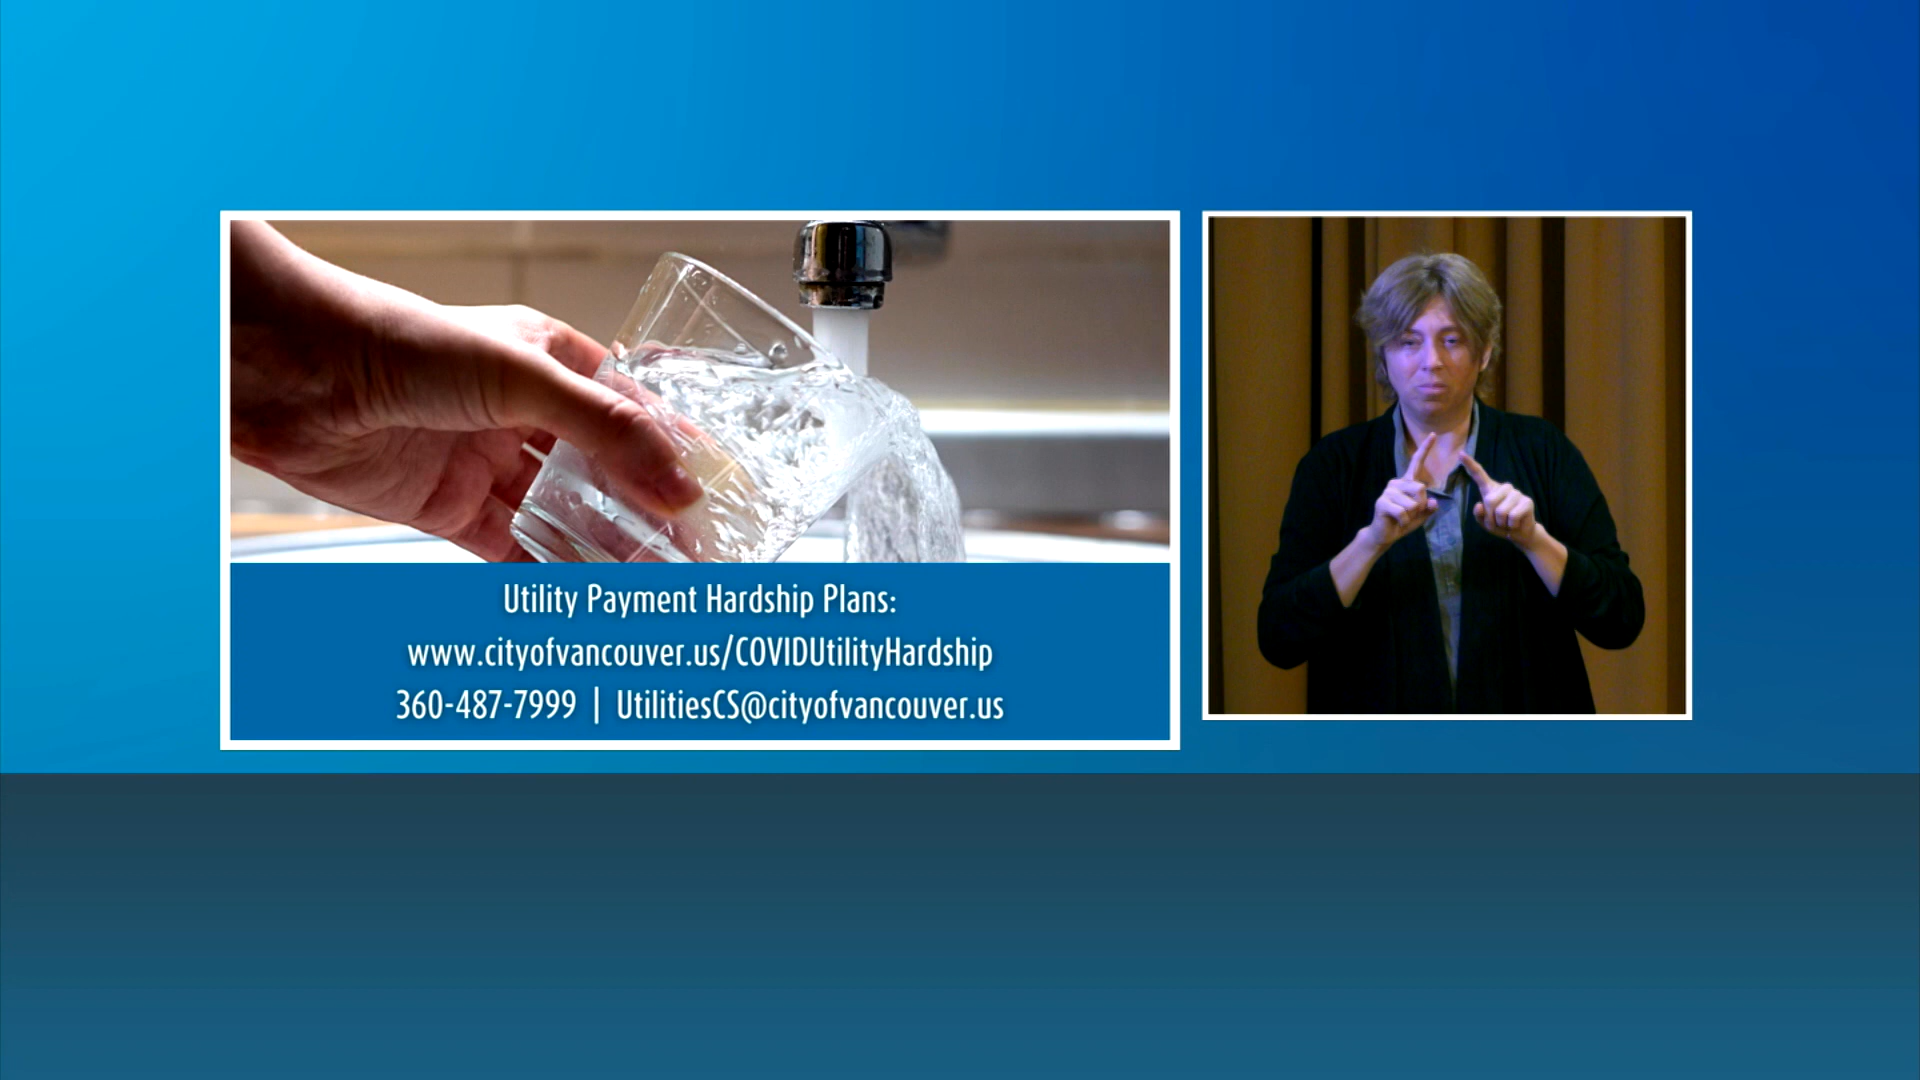 Utility Payment Hardship Plans:
www.cityofvancouver.us/COVIDUtilityHardship
360-487-7999 | UtilitiesCS@cityofvancouver.us